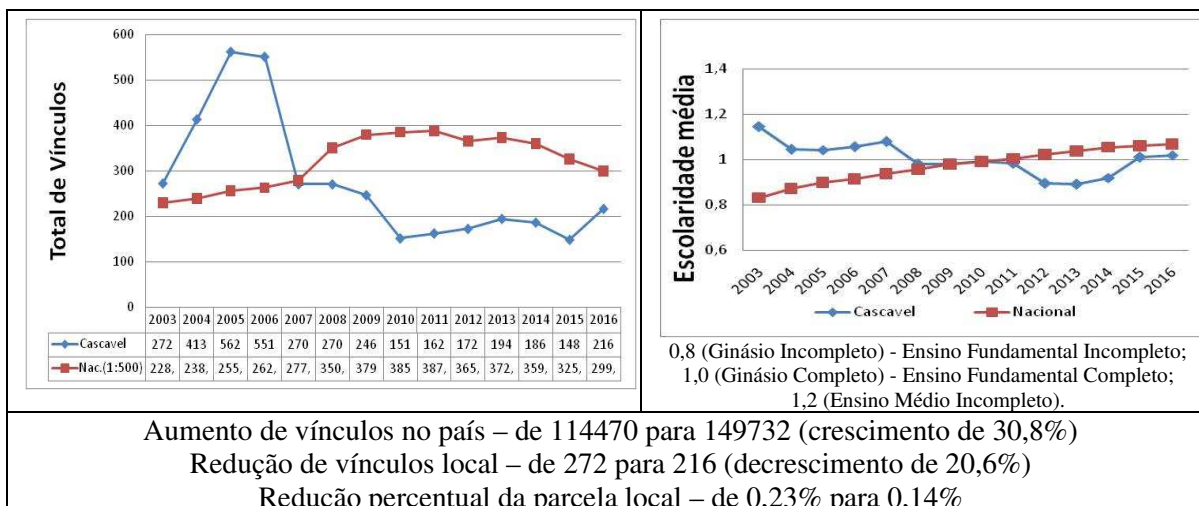 Total de Vínculos
600
500
400
300
200
100
0
2003 2004 2005 2006 2007 2008 2009 2010 2011 2012 2013 2014 2015 2016
Cascavel 272 413 562 551 270 270 246 151 162 172 194 186 148 216
Nac.(1:500) 228, 238, 255, 262, 277, 350, 379 385 387, 365, 372, 359, 325, 299,
Escolaridade média
1,4
1,2
1
0,8
0,6
2003 2004 2005 2006 2007 2008 2009 2010 2011 2012 2013 2014 2015 2016
Cascavel Nacional
0,8 (Ginásio Incompleto) - Ensino Fundamental Incompleto;
1,0 (Ginásio Completo) - Ensino Fundamental Completo;
1,2 (Ensino Médio Incompleto).
Aumento de vínculos no país – de 114470 para 149732 (crescimento de 30,8%)
Redução de vínculos local – de 272 para 216 (decrescimento de 20,6%)
Redução percentual da parcela local – de 0,23% para 0,14%